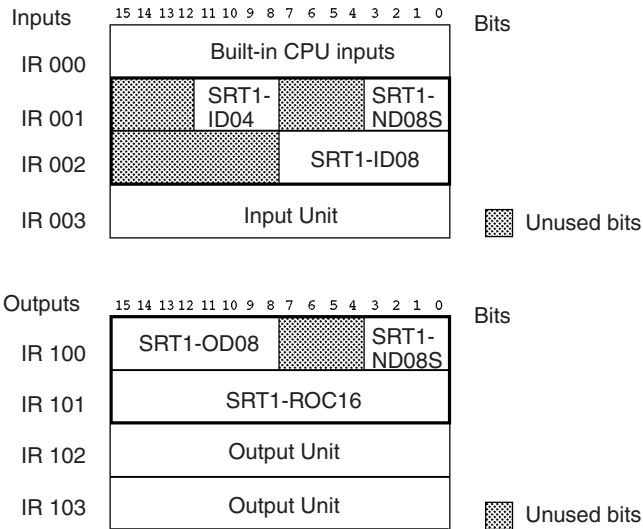 Inputs
15 14 13 12 11 10 9 8 7 6 5 4 3 2 1 0
Bits
IR 000
Built-in CPU inputs
IR 001
SRT1-
ID04
SRT1-
ND08S
IR 002
SRT1-ID08
IR 003
Input Unit
Unused bits
Outputs
15 14 13 12 11 10 9 8 7 6 5 4 3 2 1 0
Bits
IR 100
SRT1-OD08
SRT1-
ND08S
IR 101
SRT1-ROC16
IR 102
Output Unit
IR 103
Output Unit
Unused bits